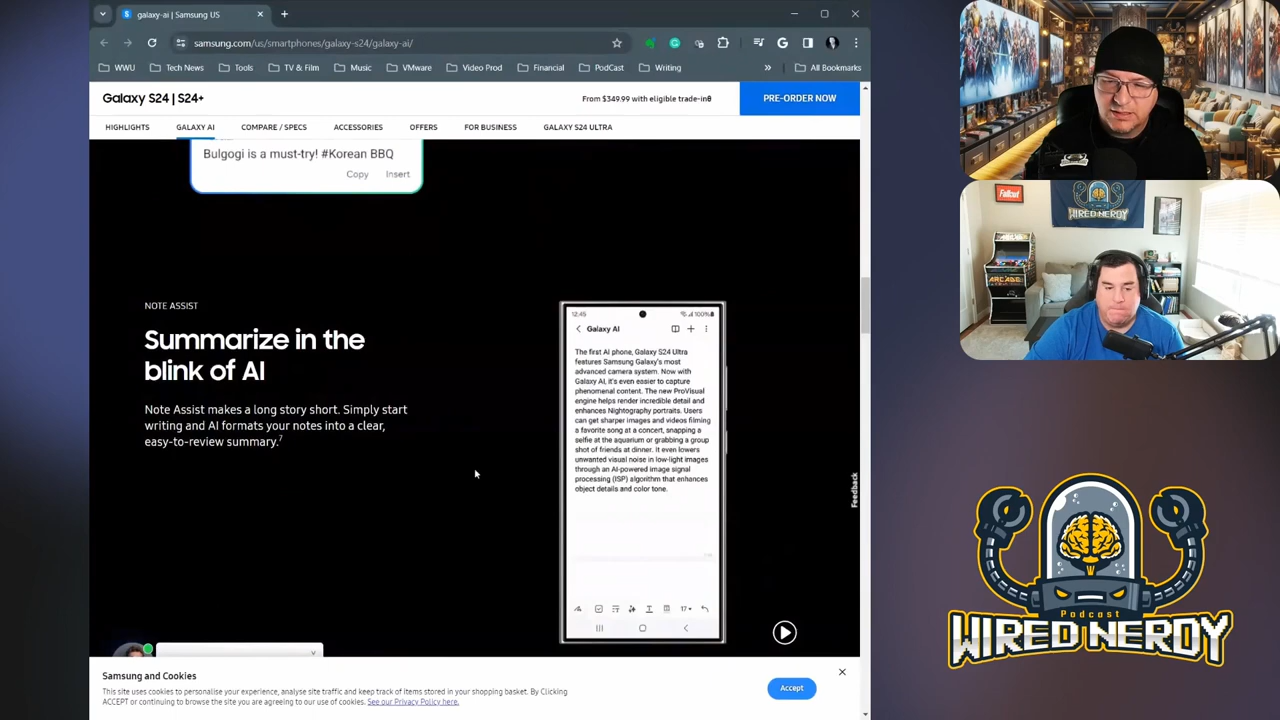 galaxy-ai | Samsung US
samsung.com/us/smartphones/galaxy-s24/galaxy-ai/
WWU
Tech News
Tools
TV & Film
Music
VMware
Video Prod
Financial
PodCast
Writing
»
All Bookmarks
Galaxy S24 | S24+
From $349.99 with eligible trade-inθ
PRE-ORDER NOW
HIGHLIGHTS
GALAXY AI
COMPARE / SPECS
ACCESSORIES
OFFERS
FOR BUSINESS
GALAXY S24 ULTRA
Bulgogi is a must-try! #Korean BBQ
Copy
Insert
NOTE ASSIST
Summarize in the
blink of AI
Note Assist makes a long story short. Simply start
writing and AI formats your notes into a clear,
easy-to-review summary.7
12:45
100%
Galaxy AI
The first AI phone, Galaxy S24 Ultra
features Samsung Galaxy's most
advanced camera system. Now with
Galaxy AI, it's even easier to capture
phenomenal content. The new ProVisual
engine helps render incredible detail and
enhances Nightography portraits. Users
can get sharper images and videos filming
a favorite song at a concert, snapping a
selfie at the aquarium or grabbing a group
shot of friends at dinner. It even lowers
unwanted visual noise in low-light images
through an AI-powered image signal
processing (ISP) algorithm that enhances
object details and color tone.
17
Feedback
Samsung and Cookies
This site uses cookies to personalise your experience, analyse site traffic and keep track of items stored in your shopping basket. By Clicking
ACCEPT or continuing to browse the site you are agreeing to our use of cookies. See our Privacy Policy here.
Accept
Fallout
WIRED NERDY
ARCADE
Podcast
WIRED NERDY